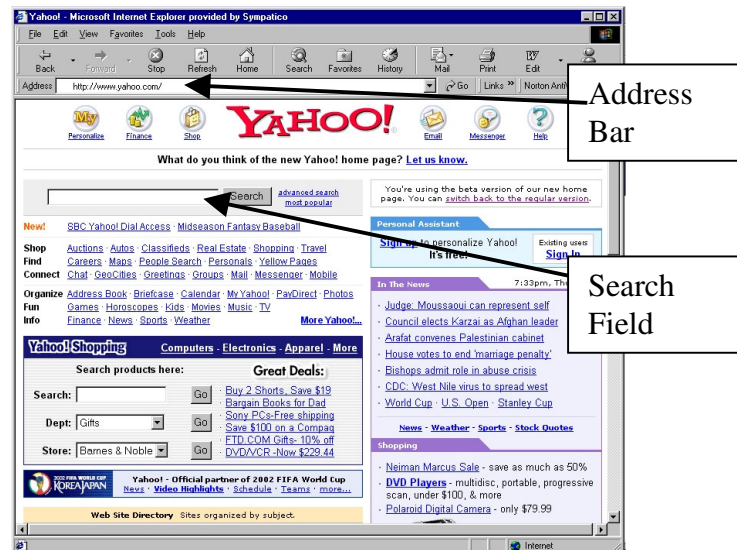 Yahoo! - Microsoft Internet Explorer provided by Sympatico
File Edit View Favorites Tools Help
Back Forward Stop Refresh Home Search Favorites History Mail Print Edit
Address http://www.yahoo.com/ Go Links » Norton Anti
Address
Bar
My YAHOO!
Personalize Finance Shop Email Messenger Help
What do you think of the new Yahoo! home page? Let us know.
Search advanced search
most popular
You're using the beta version of our new home
page. You can switch back to the regular version.
New! SBC Yahoo! Dial Access · Midseason Fantasy Baseball
Shop Auctions · Autos · Classifieds · Real Estate · Shopping · Travel
Find Careers · Maps · People Search · Personals · Yellow Pages
Connect Chat · GeoCities · Greetings · Groups · Mail · Messenger · Mobile
Organize Address Book · Briefcase · Calendar · My Yahoo! · PayDirect · Photos
Fun Games · Horoscopes · Kids · Movies · Music · TV
Info Finance · News · Sports · Weather More Yahoo!...
Personal Assistant
Sign up to personalize Yahoo!
It's free!
Existing users
Sign In
Search
Field
In The News 7:33pm, Th
· Judge: Moussaoui can represent self
· Council elects Karzai as Afghan leader
· Arafat convenes Palestinian cabinet
· House votes to end 'marriage penalty'
· Bishops admit role in abuse crisis
· CDC: West Nile virus to spread west
· World Cup · U.S. Open · Stanley Cup
News - Weather - Sports - Stock Quotes
Yahoo! Shopping Computers - Electronics - Apparel - More
Search products here:
Search: Go
Dept: Gifts Go
Store: Barnes & Noble Go
Great Deals:
· Buy 2 Shorts, Save $19
· Bargain Books for Dad
· Sony PCs-Free shipping
· Save $100 on a Compaq
· FTD.COM Gifts- 10% off
· DVD/VCR -Now $229.44
Shopping
· Neiman Marcus Sale - save as much as 50%
· DVD Players - multidisc, portable, progressive
scan, under $100, & more
· Polaroid Digital Camera - only $79.99
2002 FIFA WORLD CUP
KOREA JAPAN
Yahoo! - Official partner of 2002 FIFA World Cup
News · Video Highlights · Schedule · Teams · more...
Web Site Directory Sites organized by subject.
Internet